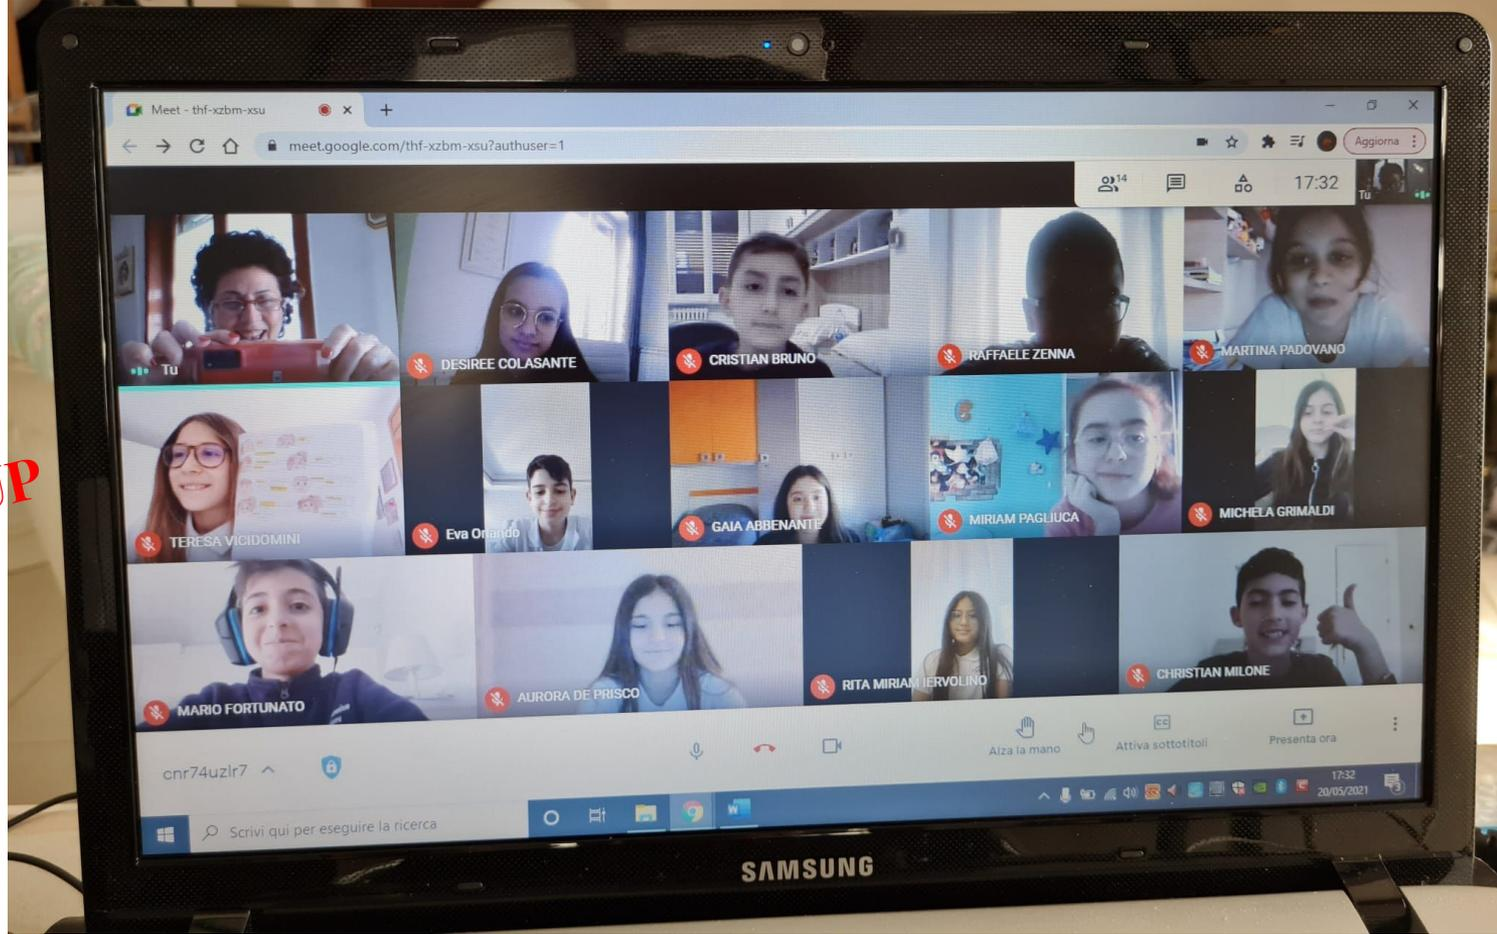 Meet - thf-xzbm-xsu
meet.google.com/thf-xzbm-xsu?authuser=1
Aggiorna
14
17:32
Tu
Tu
DESIREE COLASANTE
CRISTIAN BRUNO
RAFFAELE ZENNA
MARTINA PADOVANO
UP
TERESA VICIDOMINI
Eva Orlando
GAIA ABBENANTE
MIRIAM PAGLIUCA
MICHELA GRIMALDI
MARIO FORTUNATO
AURORA DE PRISCO
RITA MIRIAM IERVOLINO
CHRISTIAN MILONE
cnr74uzlr7
Alza la mano
CC
Attiva sottotitoli
Presenta ora
Scrivi qui per eseguire la ricerca
W
17:32
20/05/2021
3
SAMSUNG